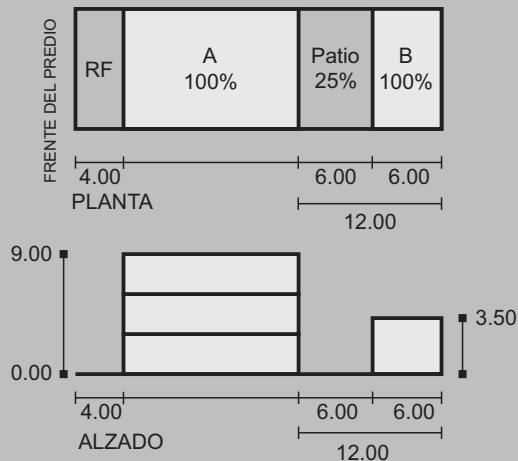 FRENTE DEL PREDIO
RF
A
100%
Patio
25%
B
100%
4.00
6.00
6.00
PLANTA
12.00
9.00
3.50
0.00
4.00
6.00
6.00
ALZADO
12.00